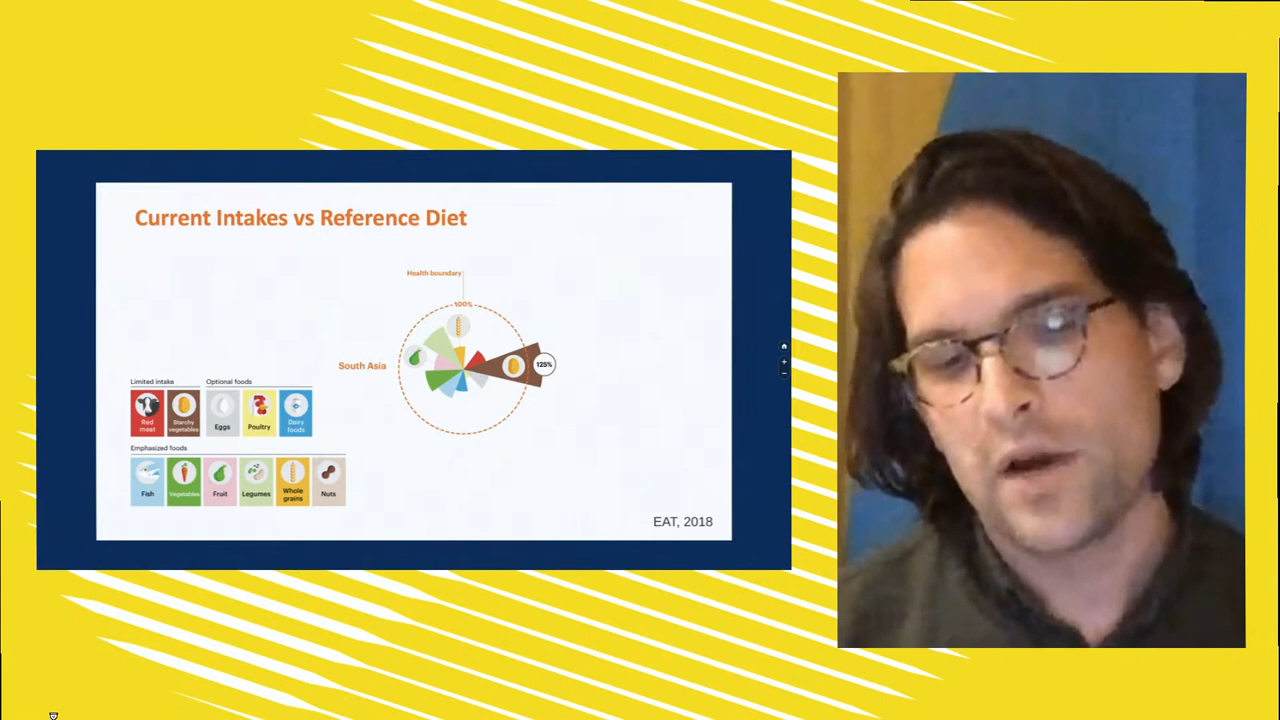 Current Intakes vs Reference Diet
Health boundary
100%
South Asia
125%
Limited intake
Optional foods
Red
meat
Starchy
vegetables
Eggs
Poultry
Dairy
foods
Emphasized foods
Fish
Vegetables
Fruit
Legumes
Whole
grains
Nuts
EAT, 2018